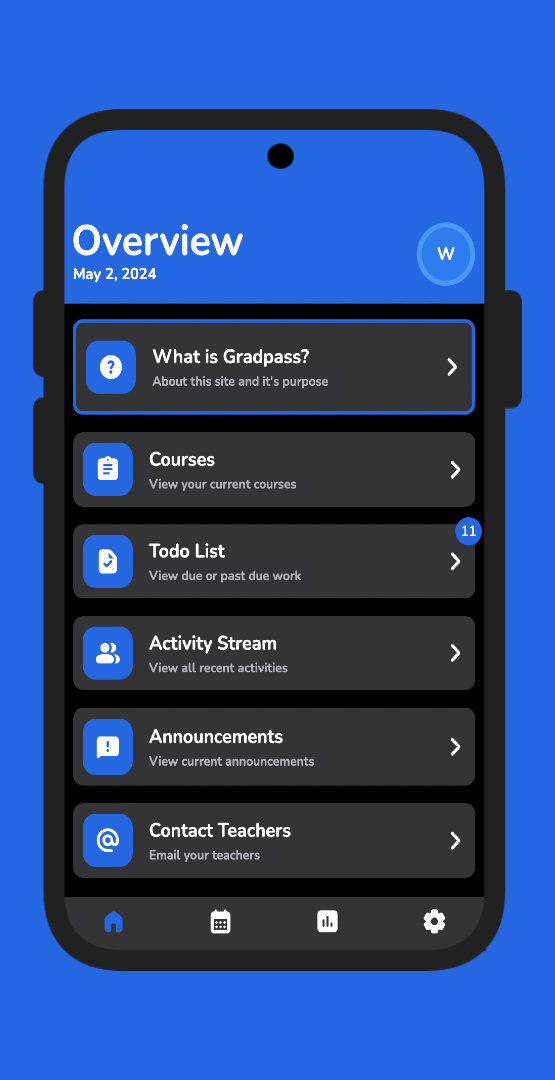 Overview
May 2, 2024
W
What is Gradpass?
About this site and it's purpose
Courses
View your current courses
11
Todo List
View due or past due work
Activity Stream
View all recent activities
Announcements
View current announcements
Contact Teachers
Email your teachers